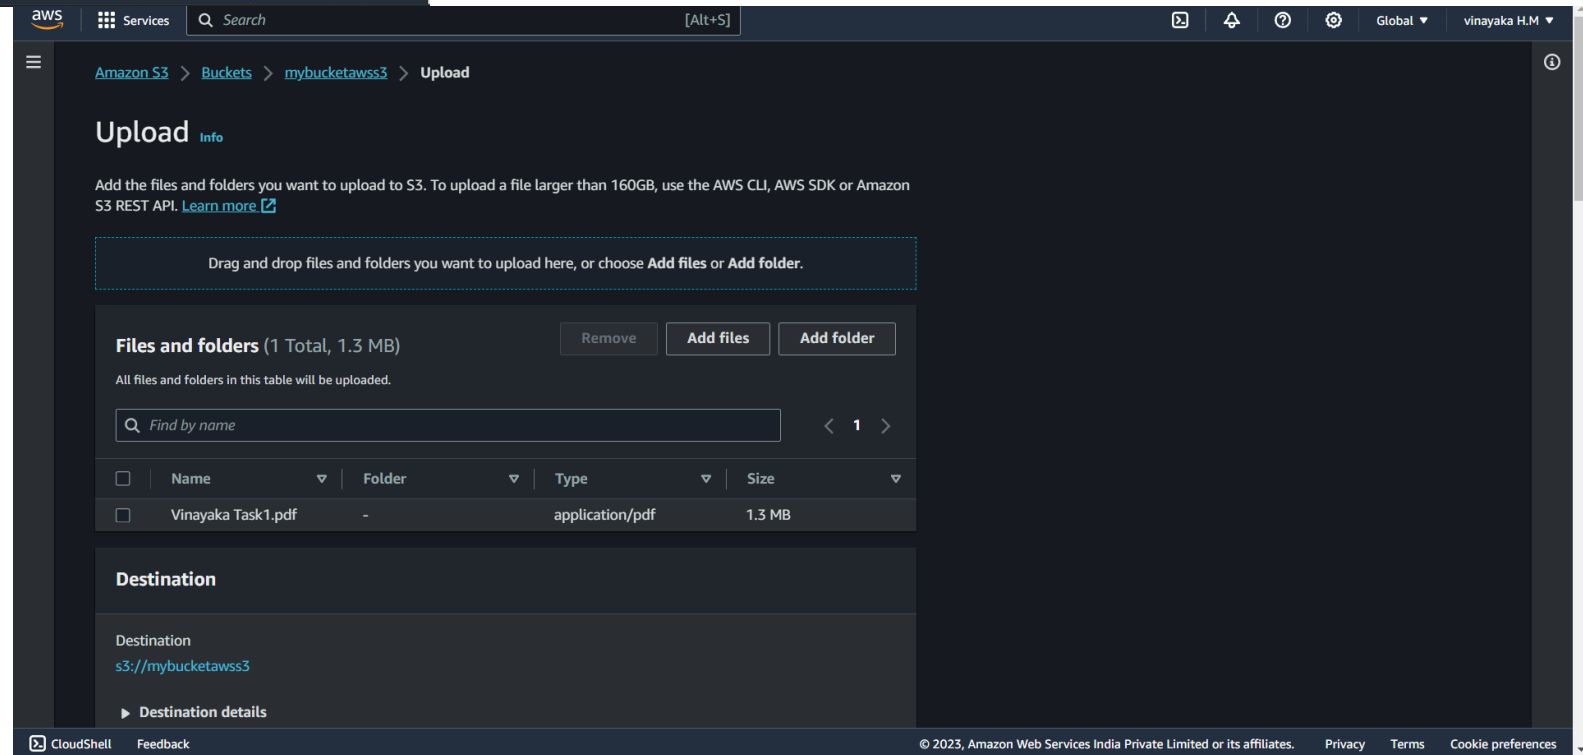 aws Services Search [Alt+S] Global vinayaka H.M
Amazon S3 > Buckets > mybucketawss3 > Upload
Upload Info
Add the files and folders you want to upload to S3. To upload a file larger than 160GB, use the AWS CLI, AWS SDK or Amazon
S3 REST API. Learn more
Drag and drop files and folders you want to upload here, or choose Add files or Add folder.
Files and folders (1 Total, 1.3 MB) Remove Add files Add folder
All files and folders in this table will be uploaded.
Find by name < 1 >
Name Folder Type Size
Vinayaka Task1.pdf - application/pdf 1.3 MB
Destination
Destination
s3://mybucketawss3
Destination details
CloudShell Feedback © 2023, Amazon Web Services India Private Limited or its affiliates. Privacy Terms Cookie preferences